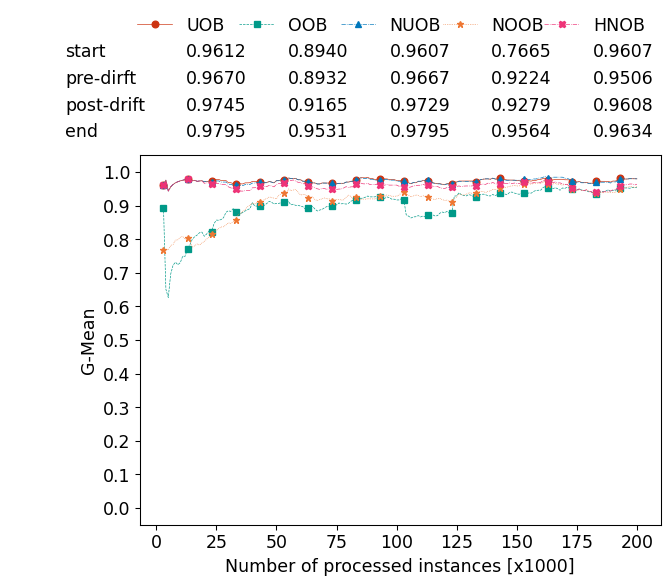 UOB OOB NUOB NOOB HNOB
start 0.9612 0.8940 0.9607 0.7665 0.9607
pre-dirft 0.9670 0.8932 0.9667 0.9224 0.9506
post-drift 0.9745 0.9165 0.9729 0.9279 0.9608
end 0.9795 0.9531 0.9795 0.9564 0.9634
1.0
0.9
0.8
0.7
0.6
0.5
0.4
0.3
0.2
0.1
0.0
G-Mean
0 25 50 75 100 125 150 175 200
Number of processed instances [x1000]